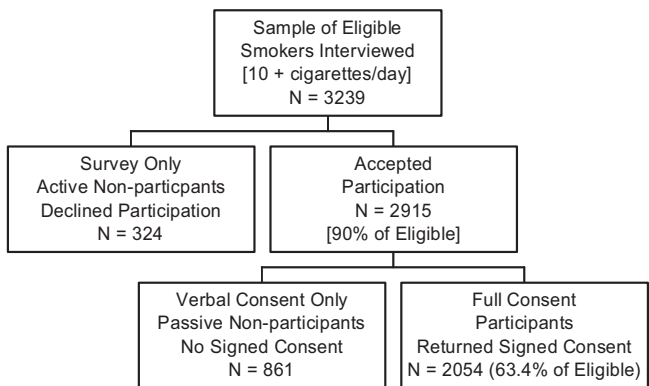 Sample of Eligible
Smokers Interviewed
[10 + cigarettes/day]
N = 3239
Survey Only
Active Non-particpants
Declined Participation
N = 324
Accepted
Participation
N = 2915
[90% of Eligible]
Verbal Consent Only
Passive Non-participants
No Signed Consent
N = 861
Full Consent
Participants
Returned Signed Consent
N = 2054 (63.4% of Eligible)